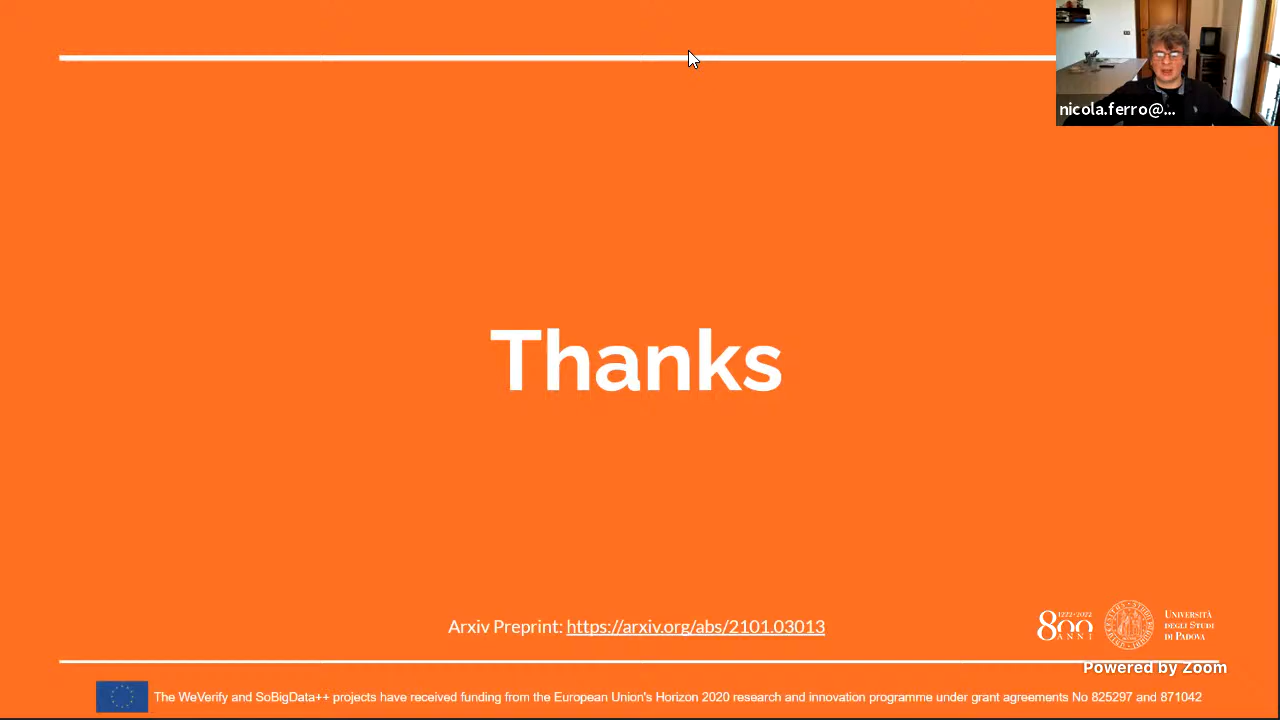 nicola.ferro@...
Thanks
Arxiv Preprint: https://arxiv.org/abs/2101.03013
1222·2022
800
ANNI
UNIVERSITÀ
DEGLI STUDI
DI PADOVA
Powered by Zoom
The WeVerify and SoBigData++ projects have received funding from the European Union's Horizon 2020 research and innovation programme under grant agreements No 825297 and 871042